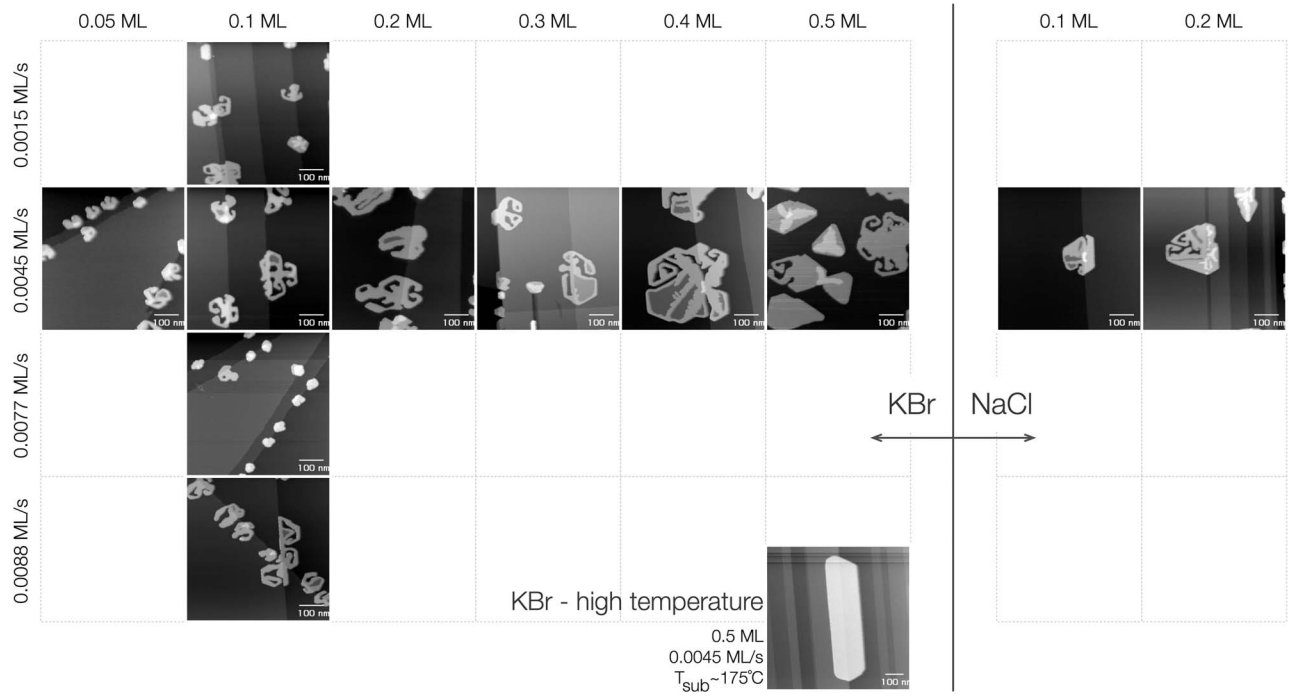 0.05 ML 0.1 ML 0.2 ML 0.3 ML 0.4 ML 0.5 ML 0.1 ML 0.2 ML
0.0015 ML/s
100 nm
0.0045 ML/s
100 nm 100 nm 100 nm 100 nm 100 nm 100 nm 100 nm 100 nm
0.0077 ML/s
100 nm
KBr NaCl
0.0088 ML/s
100 nm
KBr - high temperature
0.5 ML
0.0045 ML/s
Tsub~175°C
100 nm